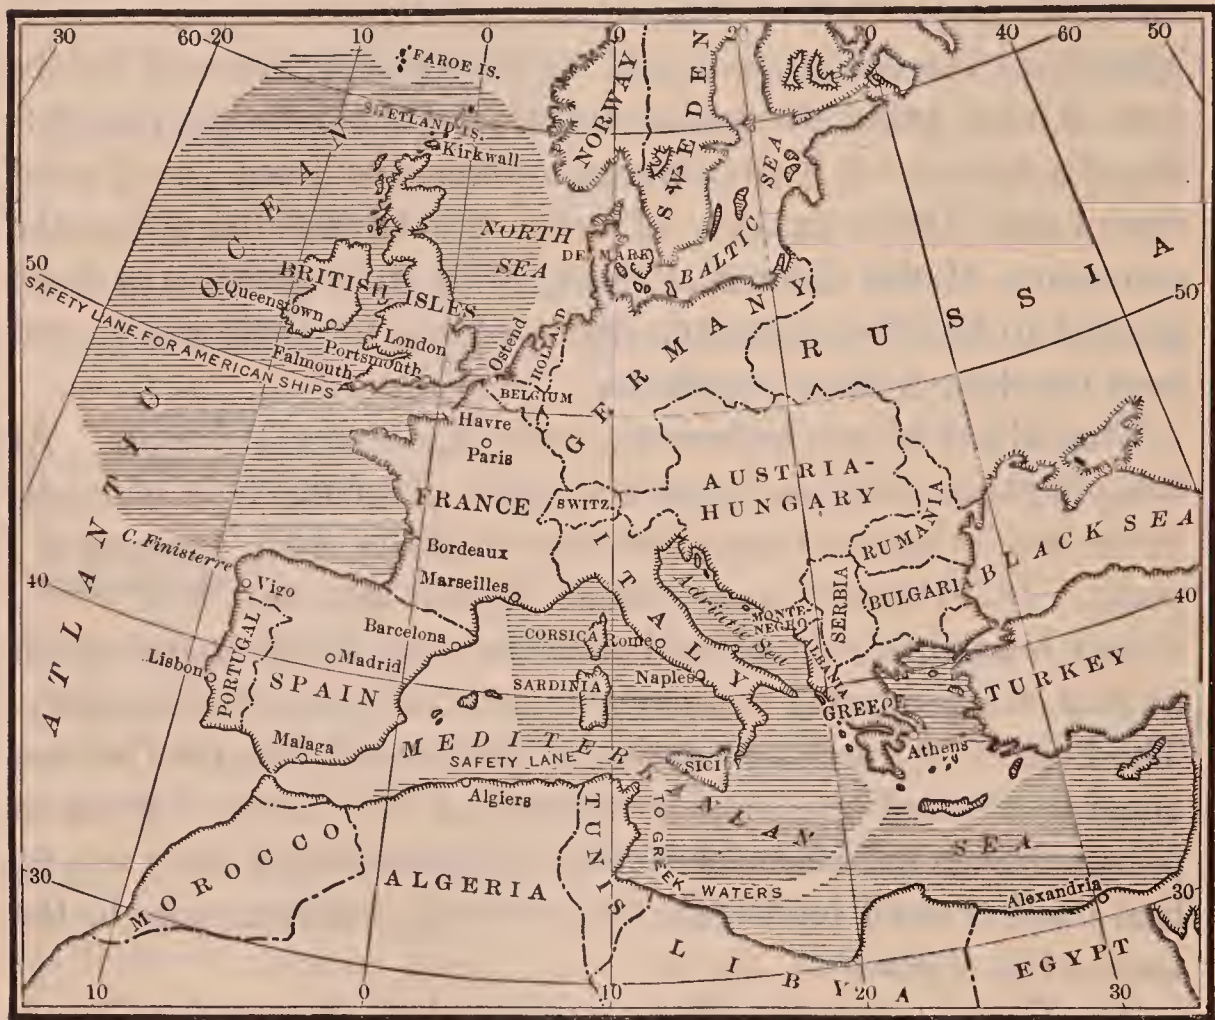 30
60 20
10
0
10
20
30
40
60
50
FAROE IS.
SHETLAND IS.
Kirkwall
NORWAY
SWEDEN
BALTIC SEA
NORTH
SEA
DENMARK
ATLANTIC OCEAN
BRITISH ISLES
Queenstown
London
Portsmouth
Falmouth
50
SAFETY LANE FOR AMERICAN SHIPS
Ostend
HOLLAND
BELGIUM
GERMANY
RUSSIA
50
Havre
Paris
FRANCE
SWITZ.
AUSTRIA-
HUNGARY
RUMANIA
BLACK SEA
C. Finisterre
Bordeaux
Marseilles
ITALY
Adriatic Sea
MONTE-
NEGRO
SERBIA
BULGARIA
ALBANIA
40
40
Vigo
Barcelona
CORSICA
Rome
Lisbon
PORTUGAL
Madrid
SPAIN
SARDINIA
Naples
TURKEY
GREECE
Malaga
MEDITERRANEAN SEA
SAFETY LANE
SICI
Athens
Algiers
TO GREEK WATERS
TUNIS
MOROCCO
ALGERIA
30
Alexandria
30
LIBYA
EGYPT
10
0
10
20
30